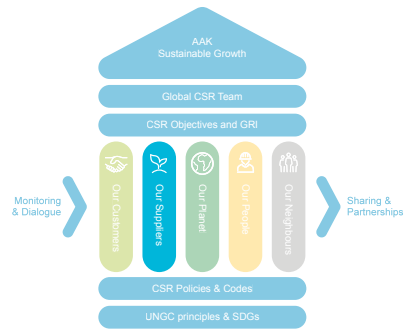 AAK
Sustainable Growth
Global CSR Team
CSR Objectives and GRI
Monitoring
& Dialogue
Our Customers
Our Suppliers
Our Planet
Our People
Our Neighbours
Sharing &
Partnerships
CSR Policies & Codes
UNGC principles & SDGs